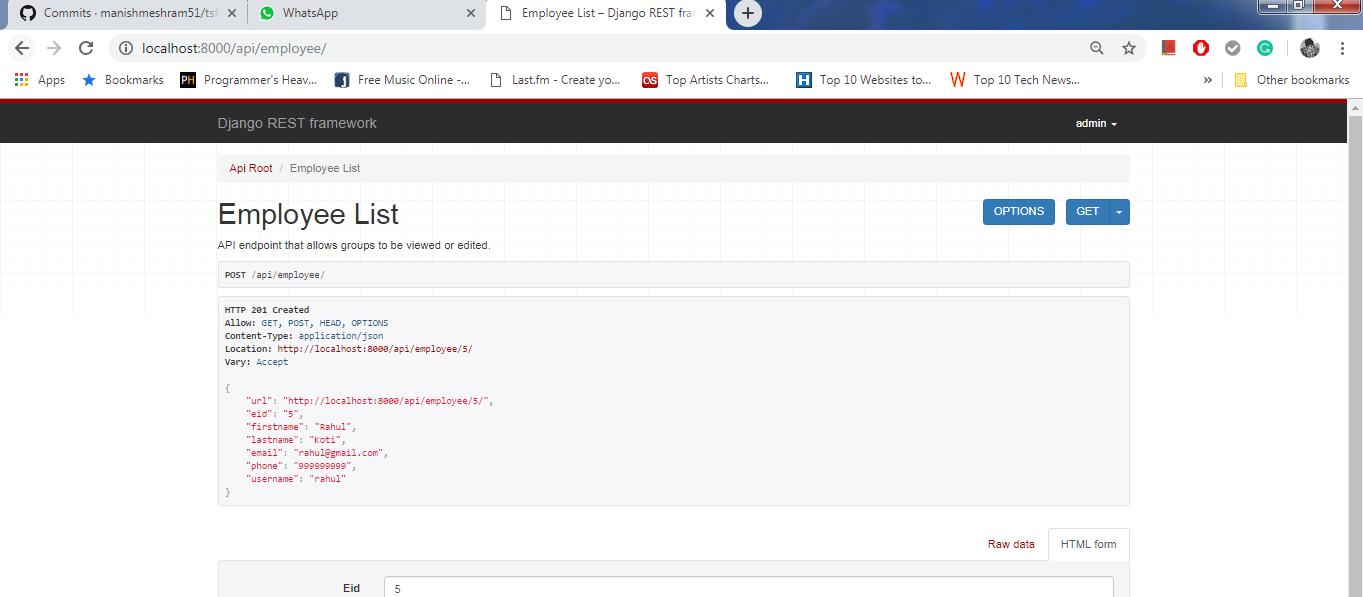 Commits · manishmeshram51/tsf
WhatsApp
Employee List – Django REST fra
localhost:8000/api/employee/
Apps Bookmarks PH Programmer's Heav... Free Music Online -... Last.fm - Create yo... OS Top Artists Charts... H Top 10 Websites to... W Top 10 Tech News... » Other bookmarks
Django REST framework admin
Api Root / Employee List
Employee List OPTIONS GET
API endpoint that allows groups to be viewed or edited.
POST /api/employee/
HTTP 201 Created
Allow: GET, POST, HEAD, OPTIONS
Content-Type: application/json
Location: http://localhost:8000/api/employee/5/
Vary: Accept
{
"url": "http://localhost:8000/api/employee/5/",
"eid": "5",
"firstname": "Rahul",
"lastname": "Koti",
"email": "rahul@gmail.com",
"phone": "999999999",
"username": "rahul"
}
Raw data HTML form
Eid 5